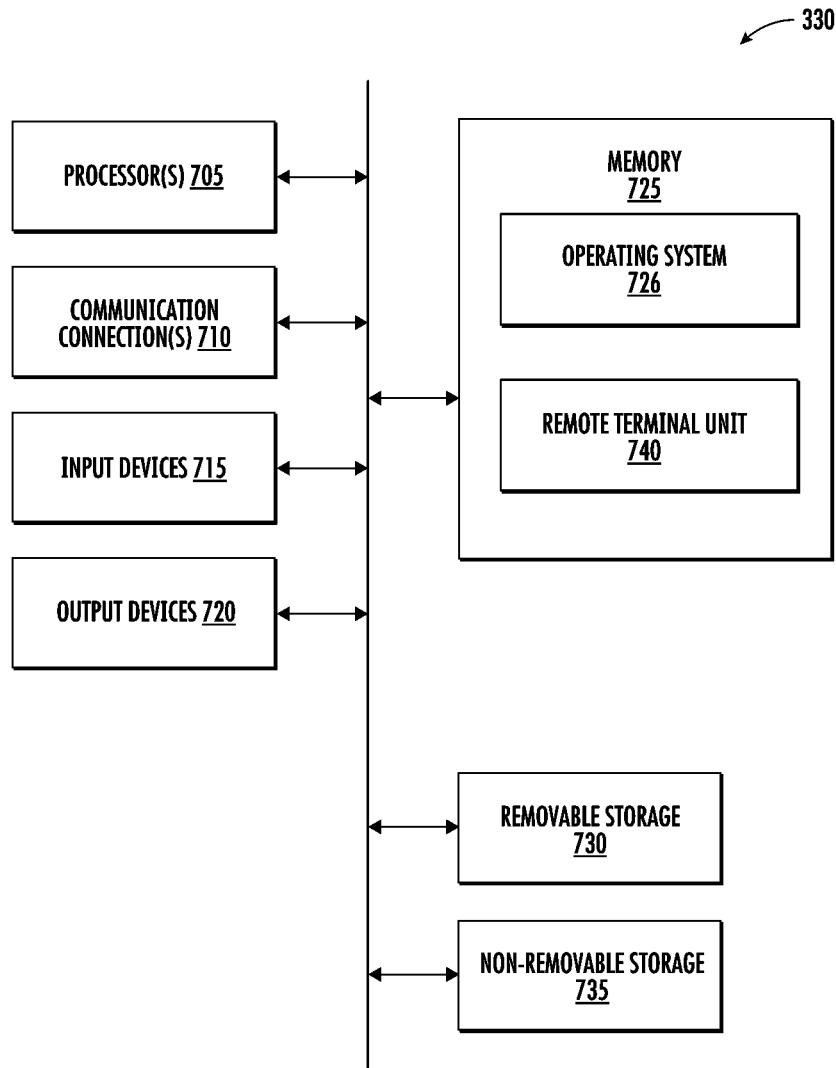 330
PROCESSOR(S) 705
COMMUNICATION
CONNECTION(S) 710
INPUT DEVICES 715
OUTPUT DEVICES 720
MEMORY
725
OPERATING SYSTEM
726
REMOTE TERMINAL UNIT
740
REMOVABLE STORAGE
730
NON-REMOVABLE STORAGE
735